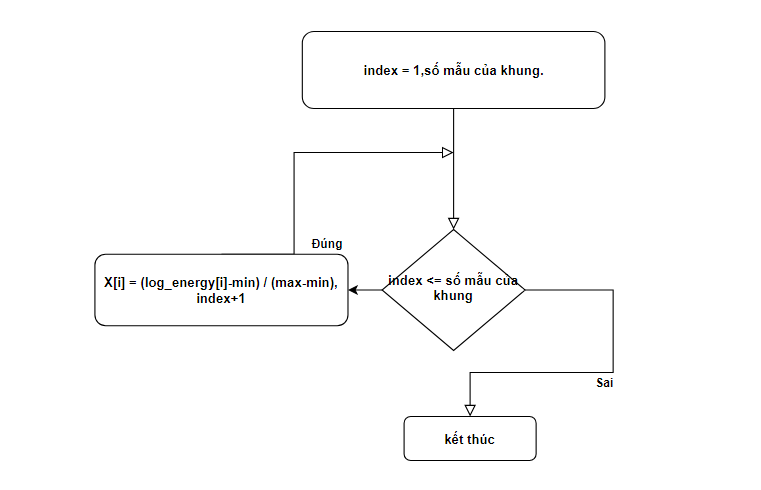 index = 1,số mẫu của khung.
Đúng
X[i] = (log_energy[i]-min) / (max-min),
index+1
index <= số mẫu của
khung
Sai
kết thúc